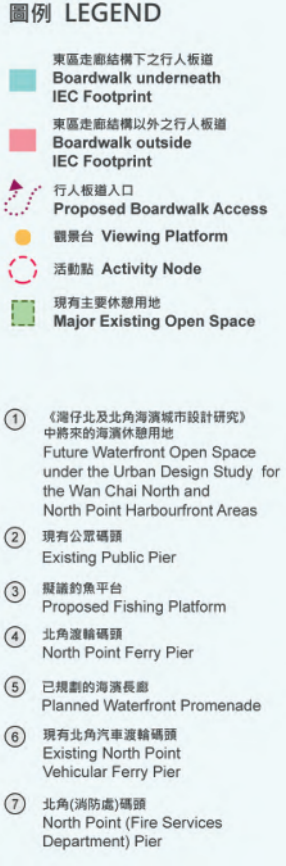 圖例 LEGEND
東區走廊結構下之行人板道
Boardwalk underneath
IEC Footprint
東區走廊結構以外之行人板道
Boardwalk outside
IEC Footprint
行人板道入口
Proposed Boardwalk Access
觀景台 Viewing Platform
活動點 Activity Node
現有主要休憩用地
Major Existing Open Space
① 《灣仔北及北角海濱城市設計研究》
中將來的海濱休憩用地
Future Waterfront Open Space
under the Urban Design Study for
the Wan Chai North and
North Point Harbourfront Areas
② 現有公眾碼頭
Existing Public Pier
③ 擬議釣魚平台
Proposed Fishing Platform
④ 北角渡輪碼頭
North Point Ferry Pier
⑤ 已規劃的海濱長廊
Planned Waterfront Promenade
⑥ 現有北角汽車渡輪碼頭
Existing North Point
Vehicular Ferry Pier
⑦ 北角(消防處)碼頭
North Point (Fire Services
Department) Pier